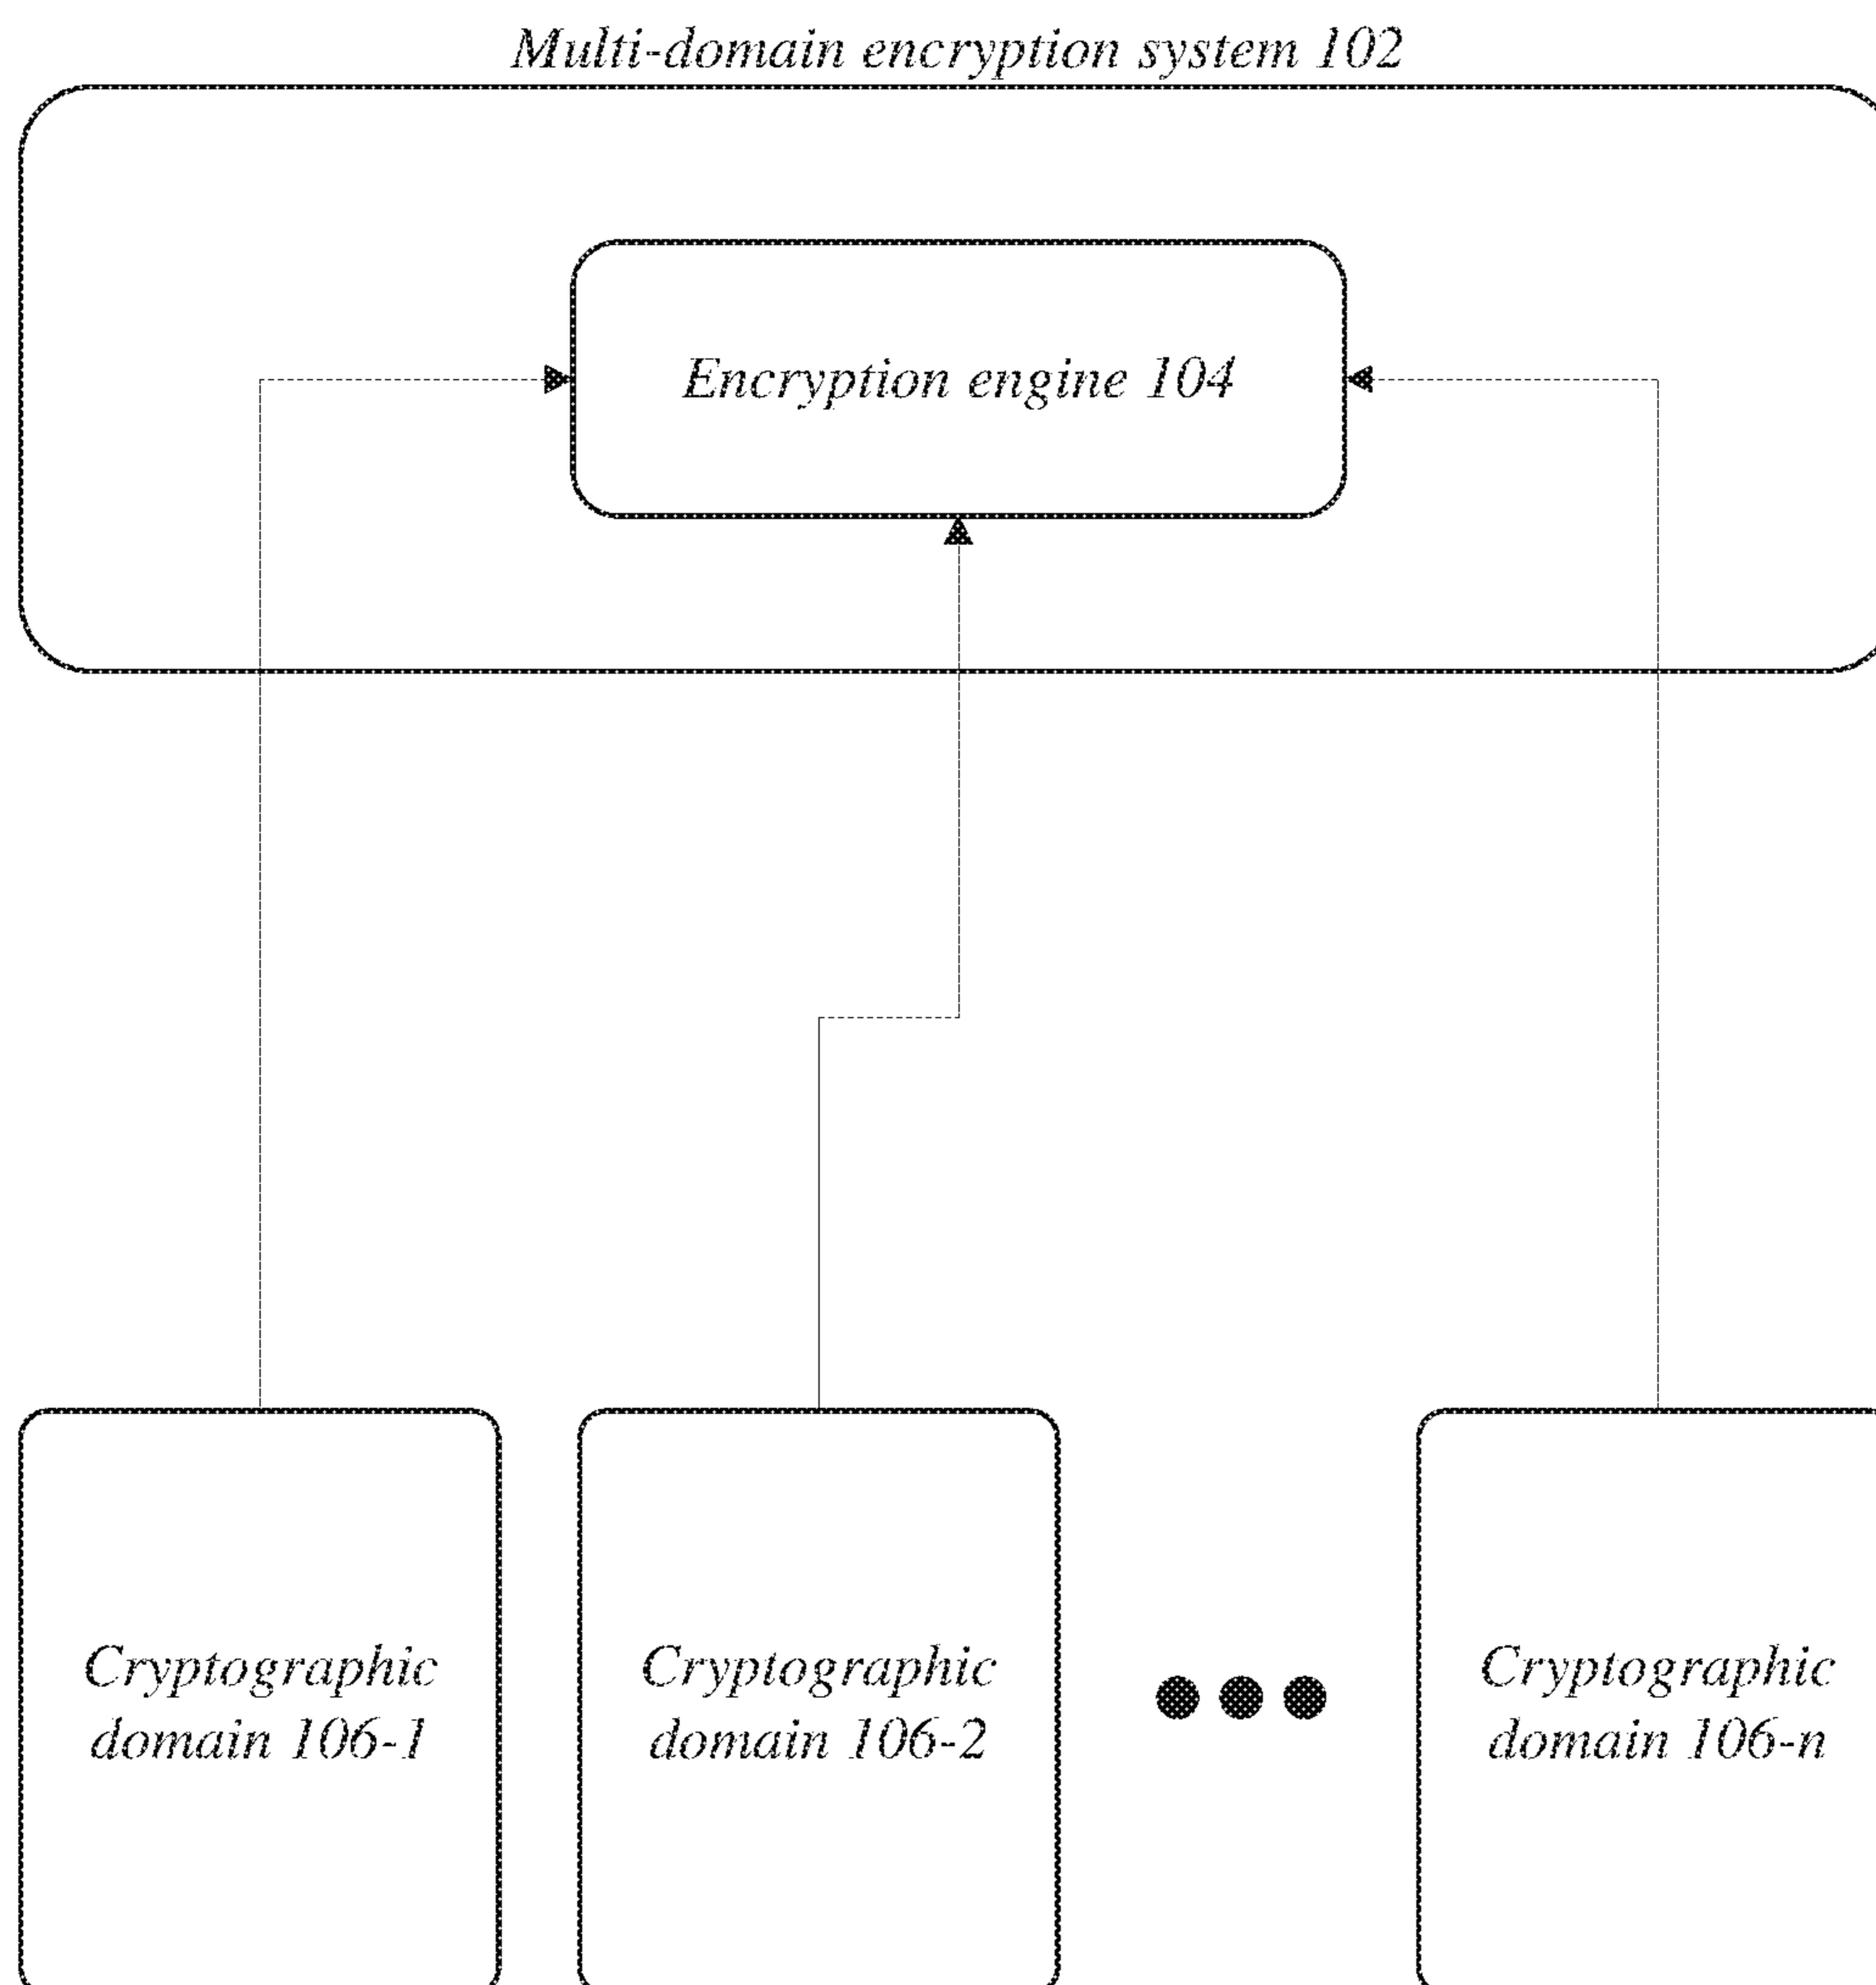 Multi-domain encryption system 102
Encryption engine 104
Cryptographic
domain 106-1
Cryptographic
domain 106-2
Cryptographic
domain 106-n